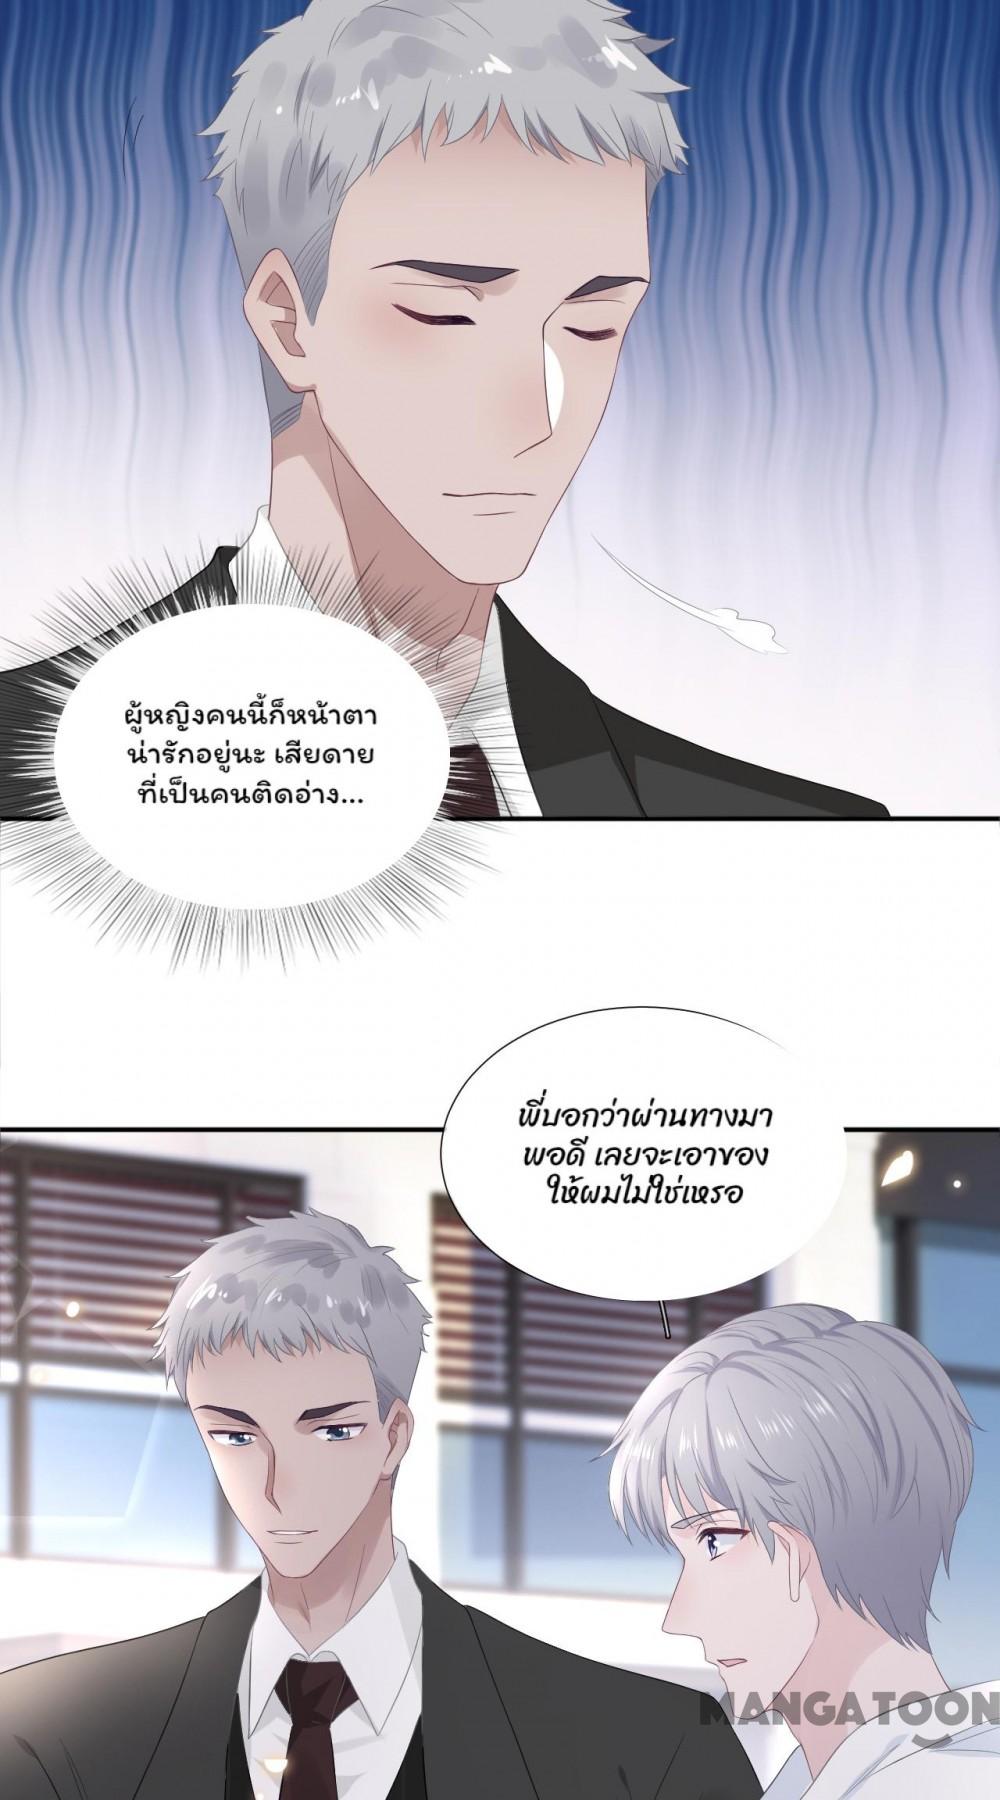 ผู้หญิงคนนี้ก็หน้าตา
น่ารักอยู่นะ เสียดาย
ที่เป็นคนติดอ่าง...
พี่บอกว่าผ่านทางมา
พอดี เลยจะเอาของ
ให้ผมไม่ใช่เหรอ
MANGATOON